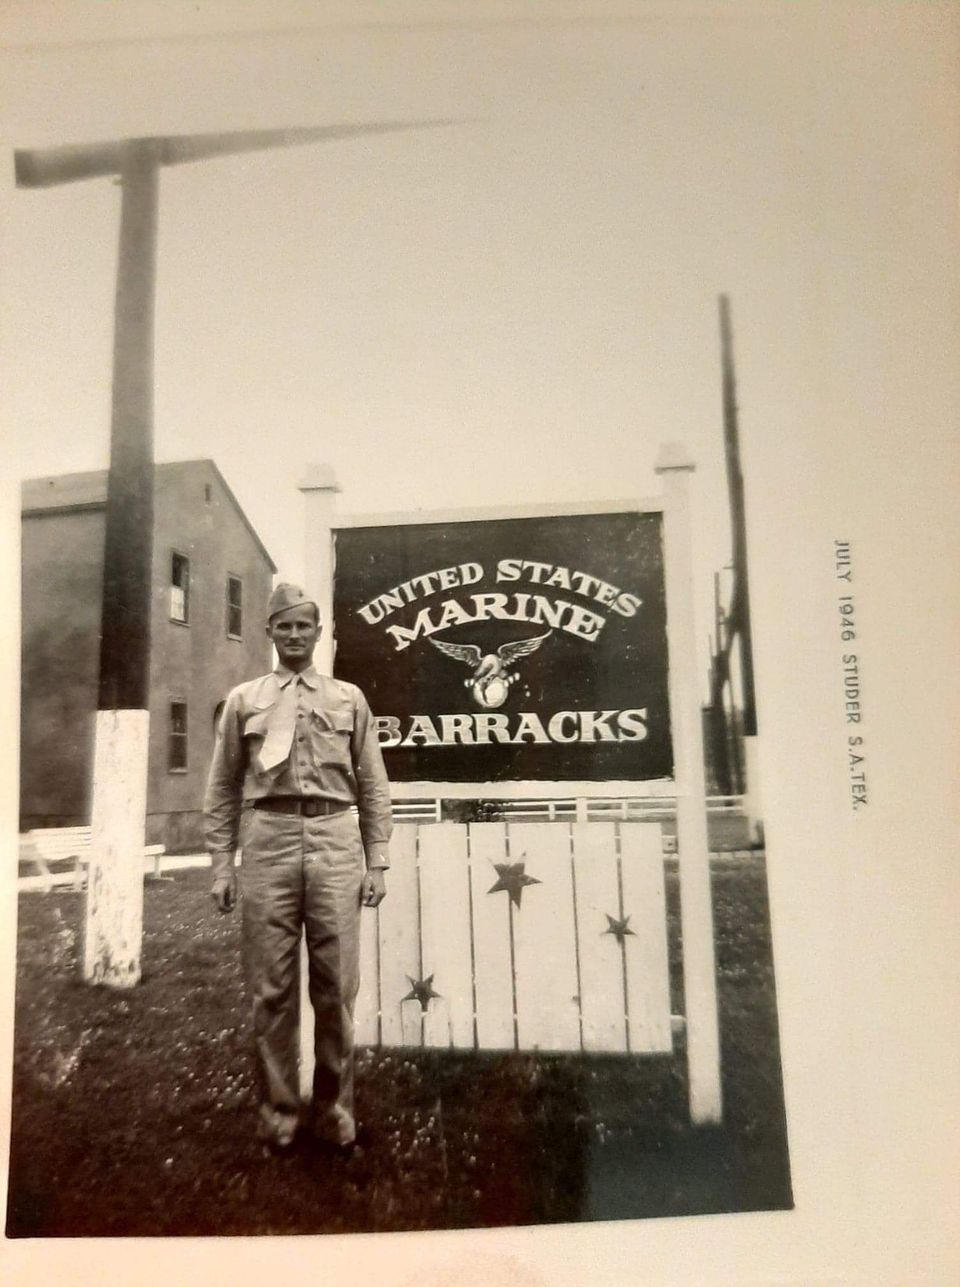 UNITED STATES
MARINE
BARRACKS
JULY 1946 STUDER S.A.TEX.